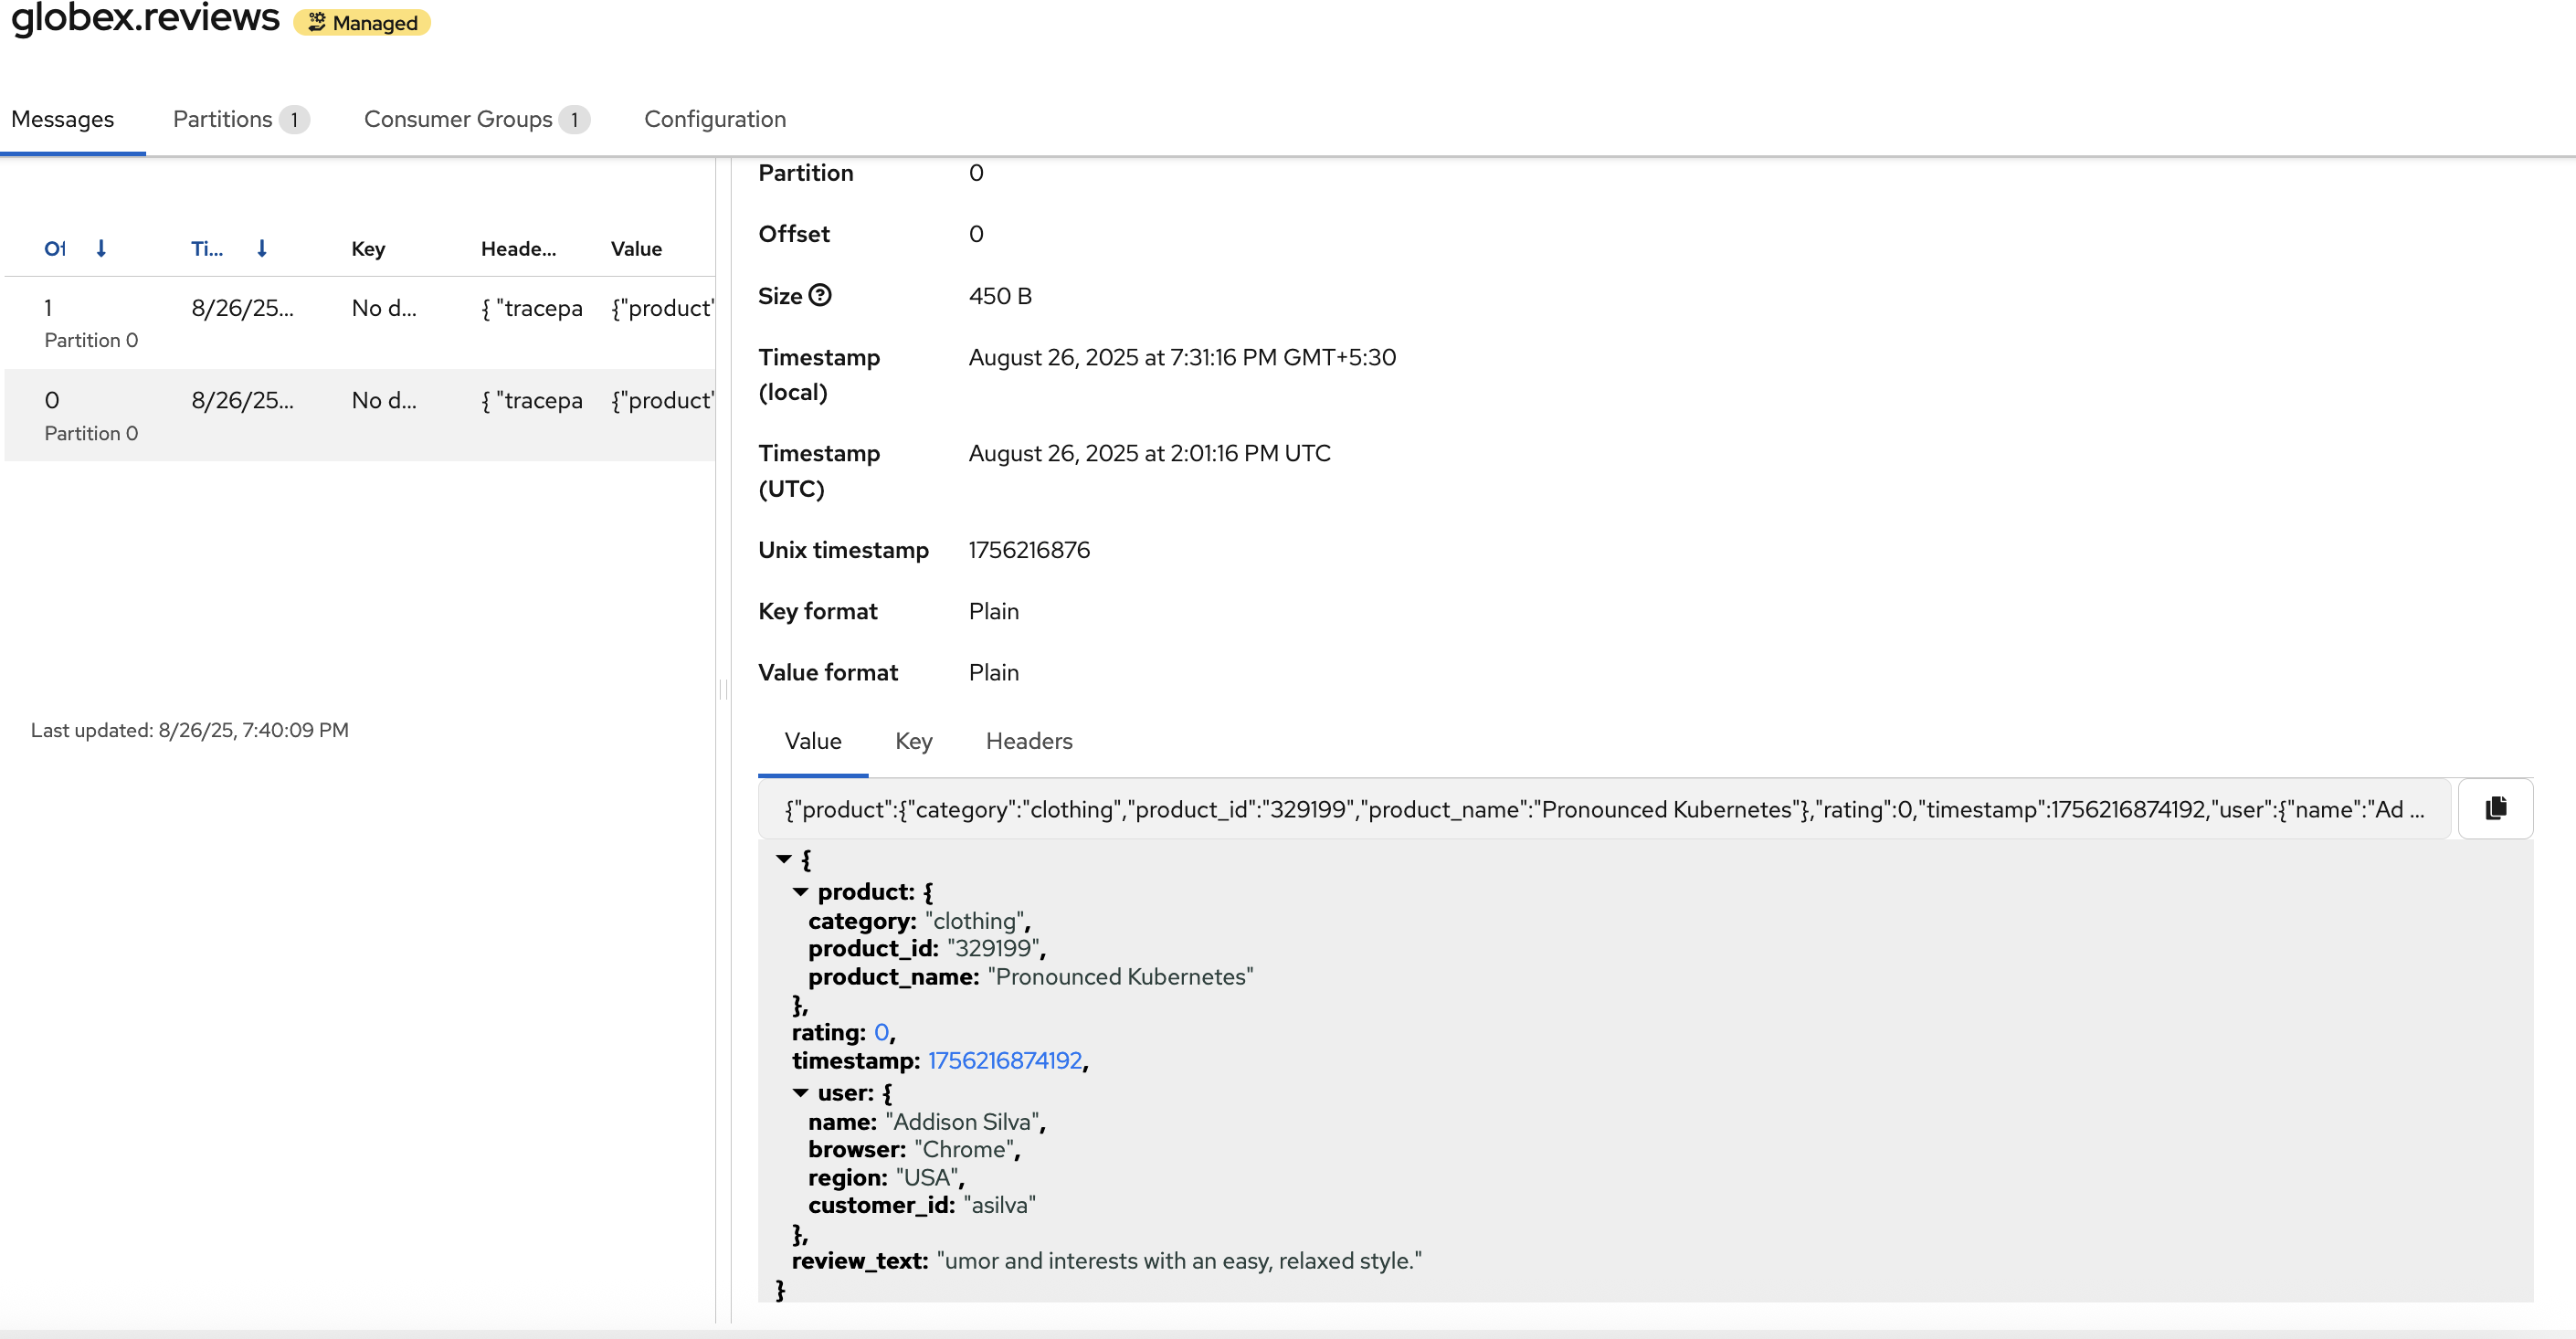 globex.reviews Managed
Messages Partitions 1 Consumer Groups 1 Configuration
Of Ti... Key Heade... Value
1 8/26/25... No d... { "tracepa {"product"
Partition 0
0 8/26/25... No d... { "tracepa {"product"
Partition 0
Last updated: 8/26/25, 7:40:09 PM
Partition 0
Offset 0
Size 450 B
Timestamp August 26, 2025 at 7:31:16 PM GMT+5:30
(local)
Timestamp August 26, 2025 at 2:01:16 PM UTC
(UTC)
Unix timestamp 1756216876
Key format Plain
Value format Plain
Value Key Headers
{"product":{"category":"clothing","product_id":"329199","product_name":"Pronounced Kubernetes"},"rating":0,"timestamp":1756216874192,"user":{"name":"Ad ...
{
product: {
category: "clothing",
product_id: "329199",
product_name: "Pronounced Kubernetes"
},
rating: 0,
timestamp: 1756216874192,
user: {
name: "Addison Silva",
browser: "Chrome",
region: "USA",
customer_id: "asilva"
},
review_text: "umor and interests with an easy, relaxed style."
}